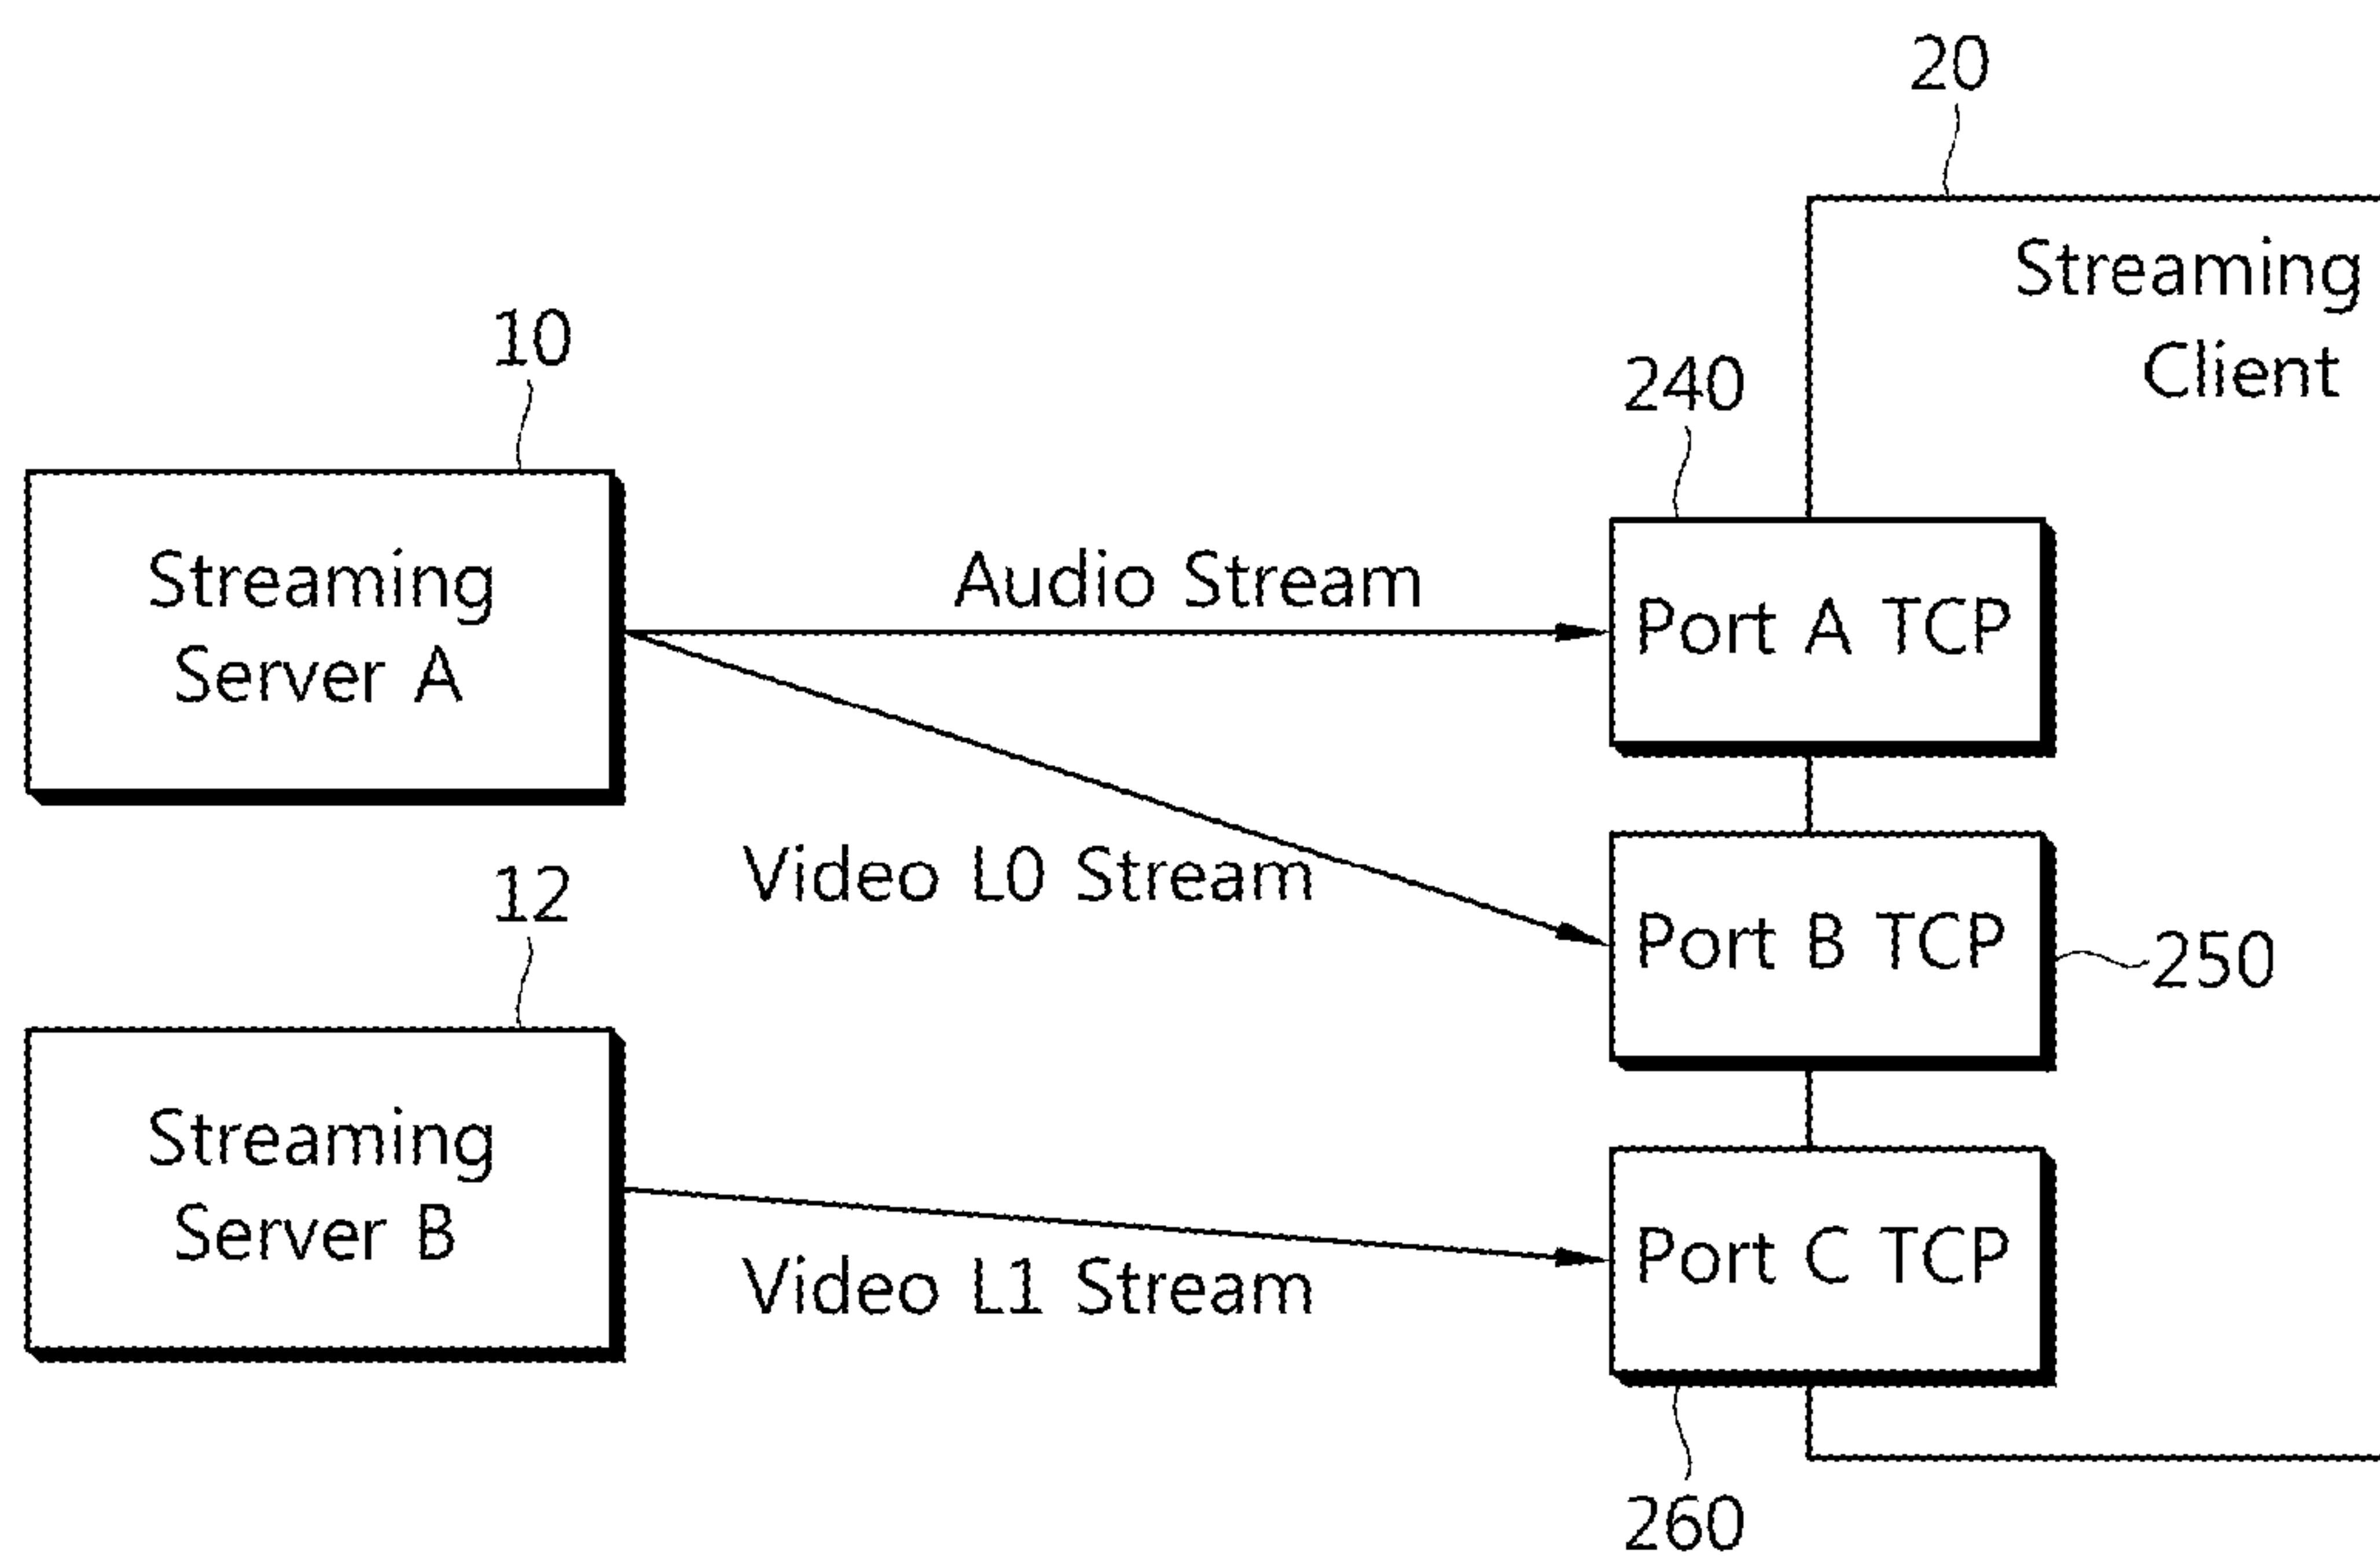 20
Streaming
Client
10
240
Streaming
Server A
Audio Stream
Port A TCP
Video L0 Stream
12
Port B TCP
250
Streaming
Server B
Video L1 Stream
Port C TCP
260